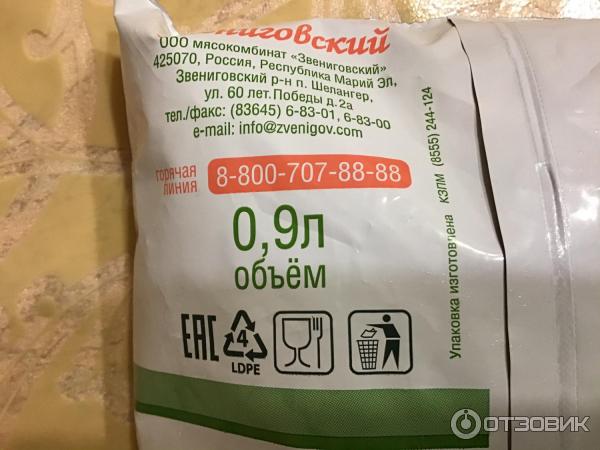 ниговский
ООО мясокомбинат «Звениговский»
425070, Россия, Республика Марий Эл,
Звениговский р-н п. Шелангер,
ул. 60 лет Победы д.2а
тел./факс: (83645) 6-83-01, 6-83-00
e-mail: info@zvenigov.com
горячая
линия
8-800-707-88-88
0,9л
объём
EAC
4
LDPE
Упаковка изготовлена КЗПМ (8555) 244-124
ОТЗОВИК